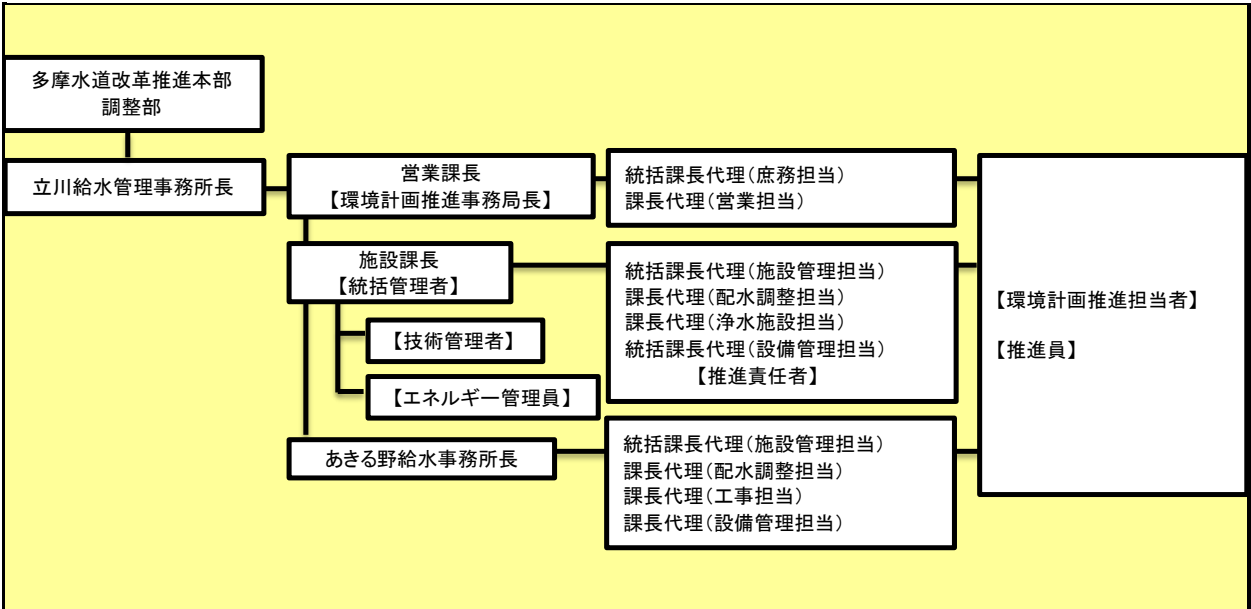 多摩水道改革推進本部
調整部
立川給水管理事務所長
営業課長
【環境計画推進事務局長】
統括課長代理（庶務担当）
課長代理（営業担当）
施設課長
【統括管理者】
【技術管理者】
【エネルギー管理員】
統括課長代理（施設管理担当）
課長代理（配水調整担当）
課長代理（浄水施設担当）
統括課長代理（設備管理担当）
【推進責任者】
あきる野給水事務所長
統括課長代理（施設管理担当）
課長代理（配水調整担当）
課長代理（工事担当）
課長代理（設備管理担当）
【環境計画推進担当者】
【推進員】